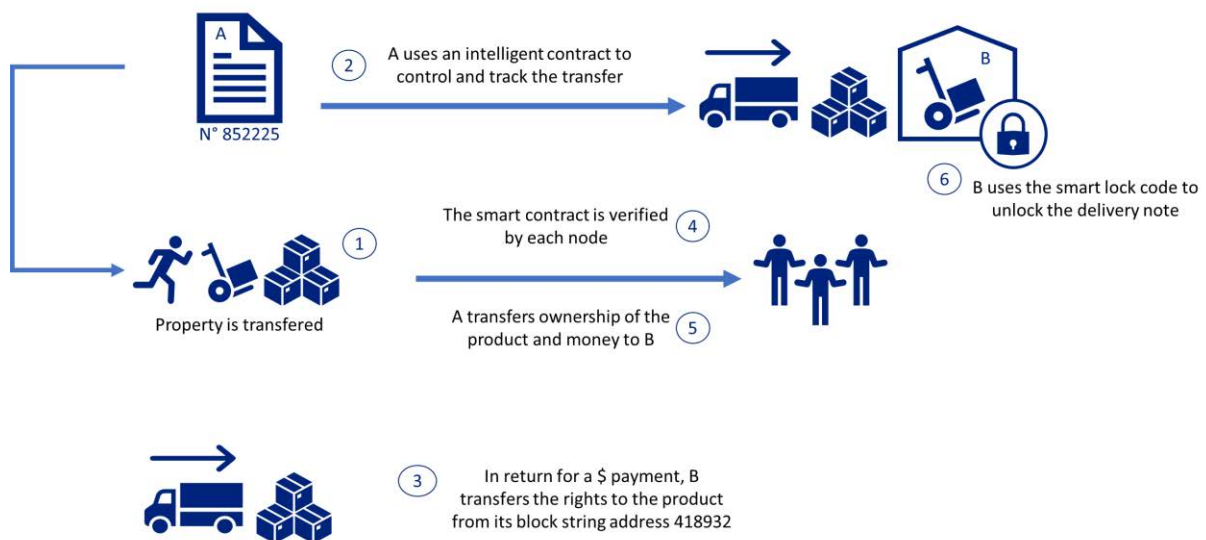 A
N° 852225
2
A uses an intelligent contract to
control and track the transfer
B
6
B uses the smart lock code to
unlock the delivery note
1
Property is transfered
The smart contract is verified
by each node
4
A transfers ownership of the
product and money to B
5
3
In return for a $ payment, B
transfers the rights to the product
from its block string address 418932